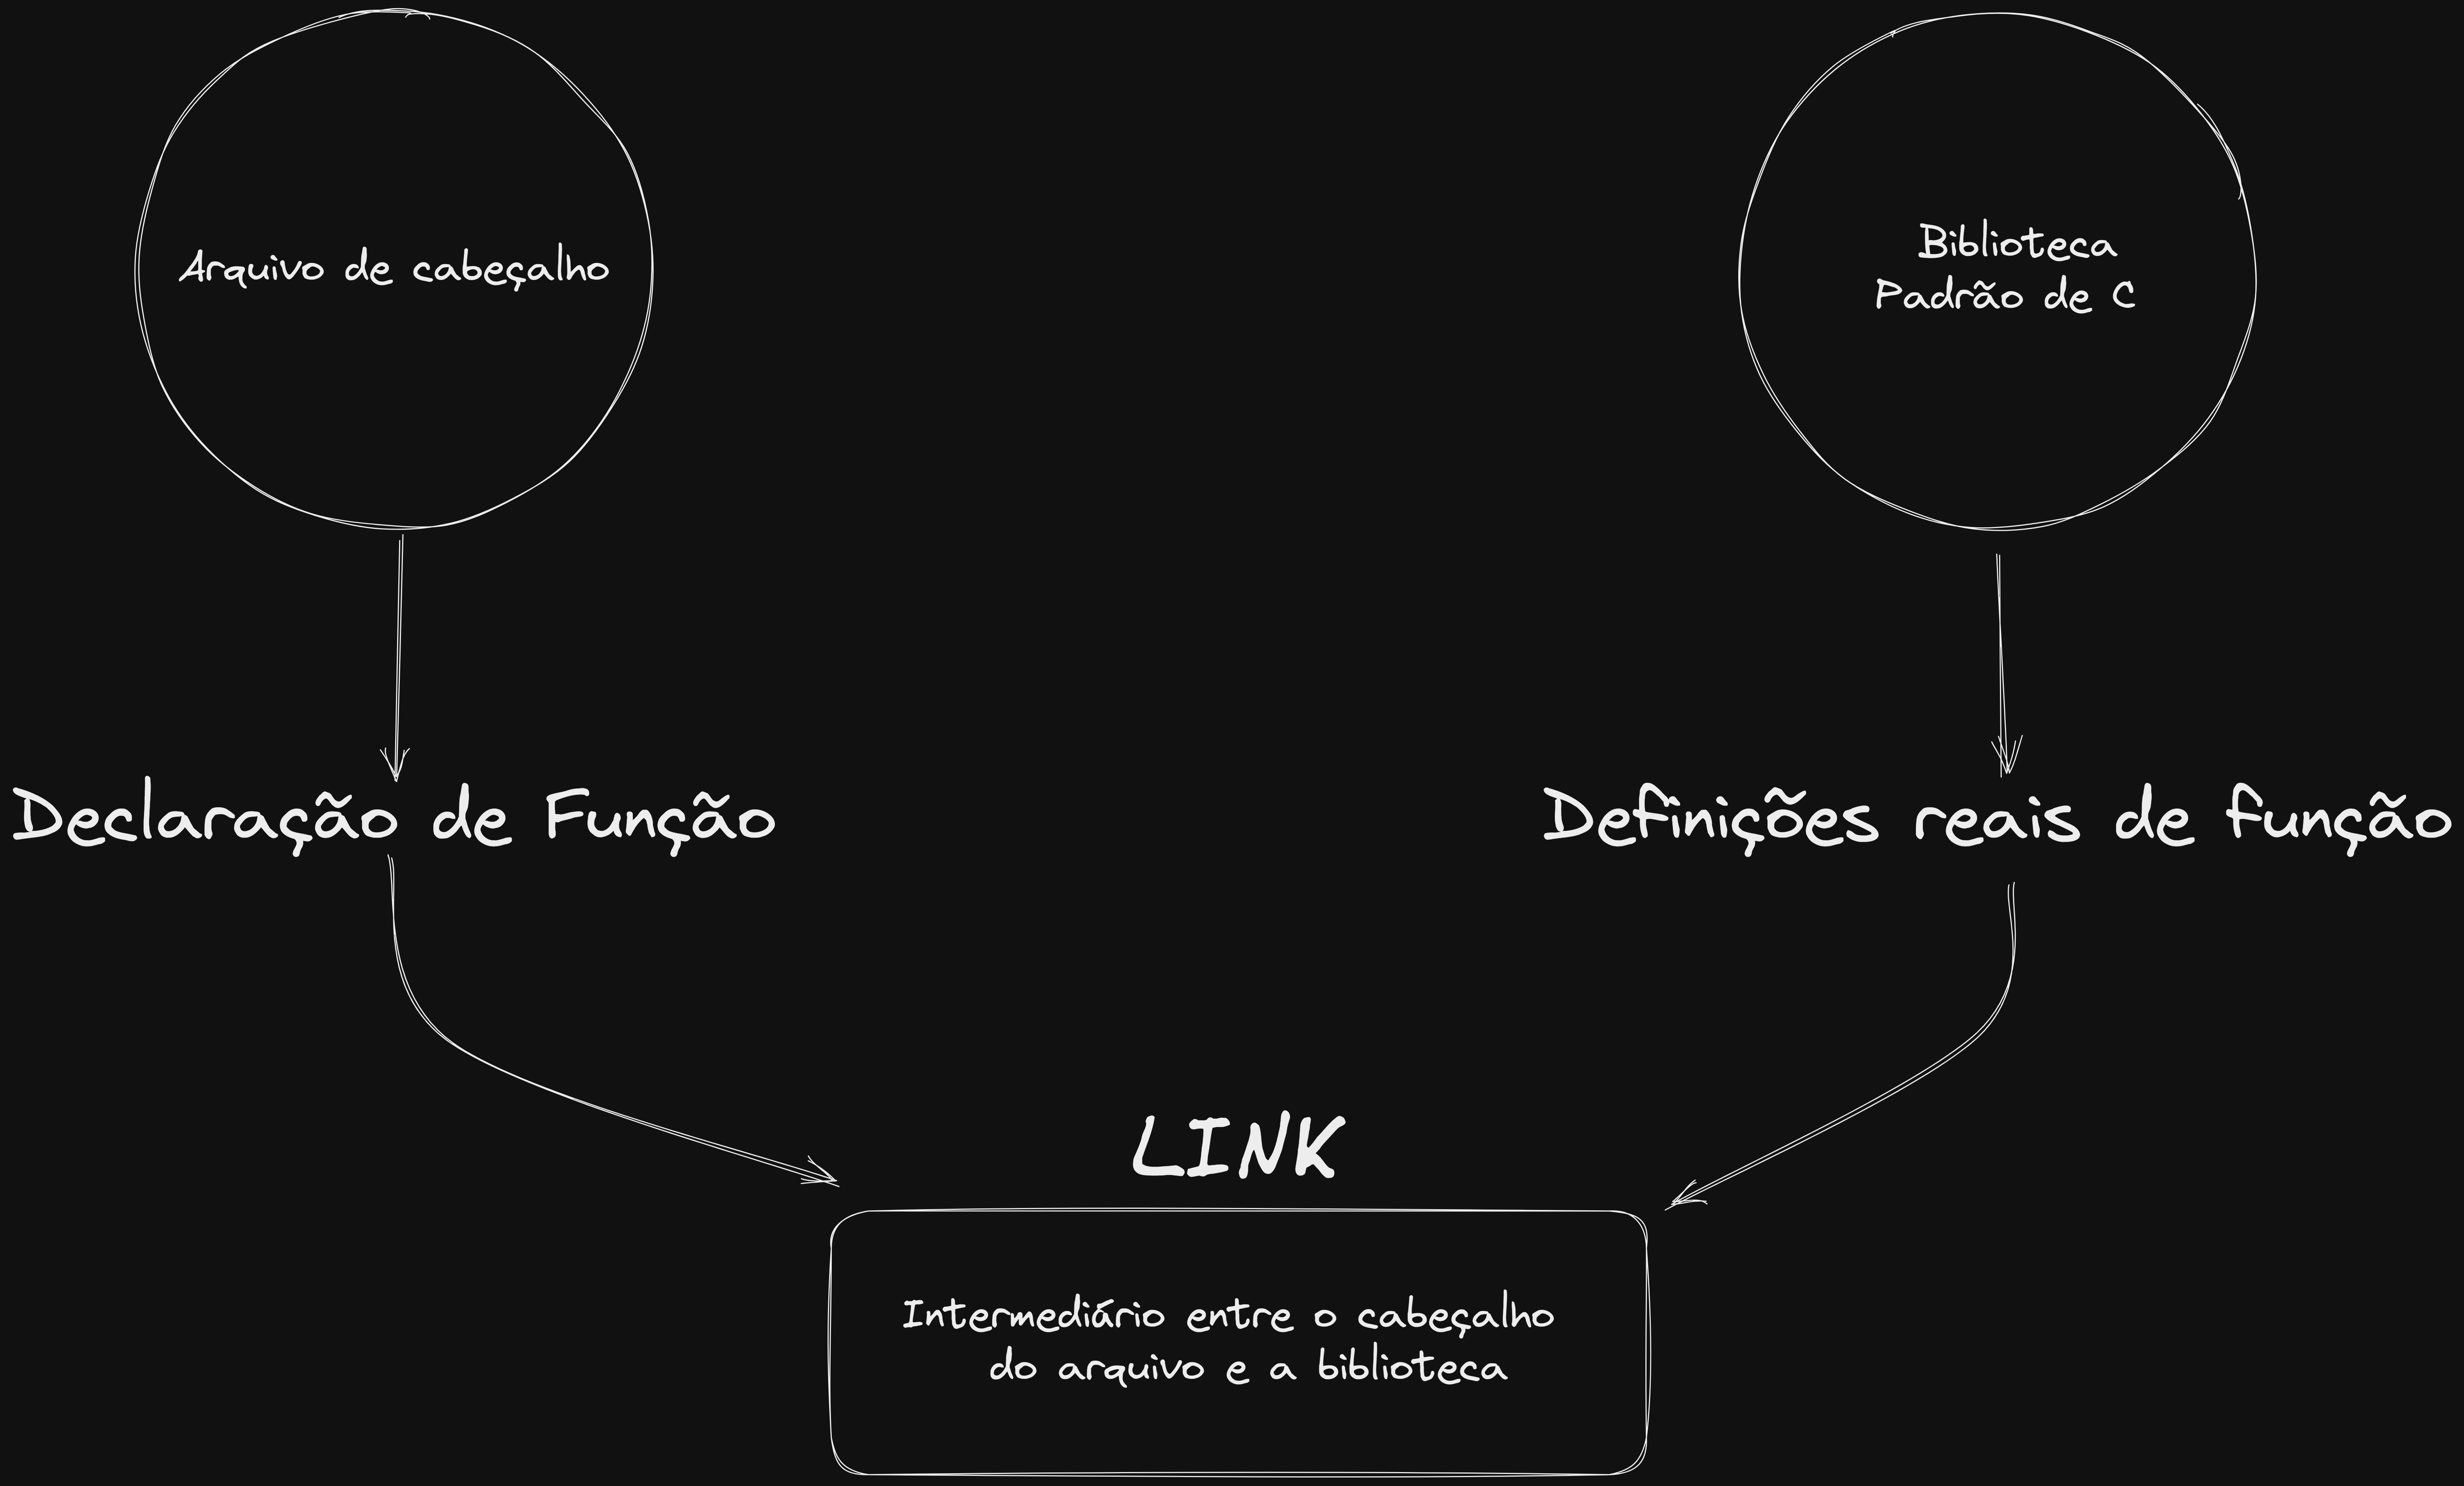 Arquivo de cabeçalho
Biblioteca
Padrão de C
Declaração de Função
Definições reais de função
LINK
Intermediário entre o cabeçalho
do arquivo e a biblioteca